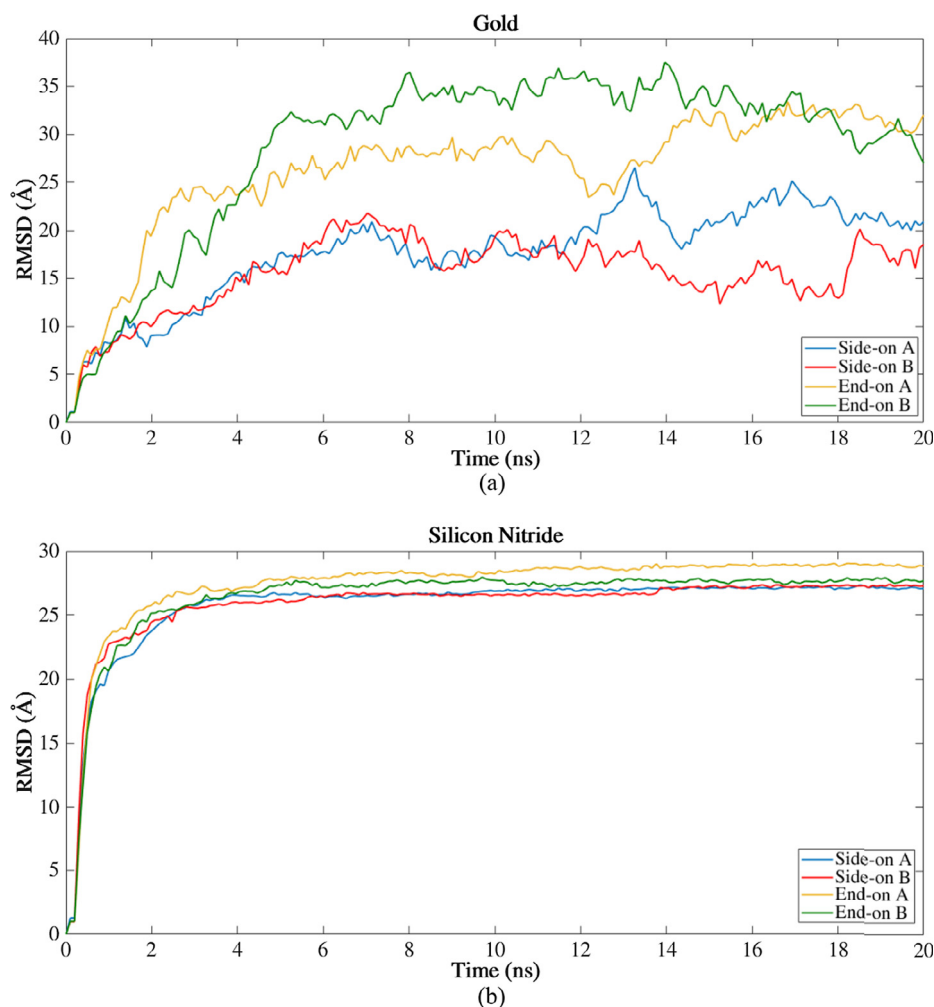 Gold
40
35
30
25
20
15
10
5
0
RMSD (Å)
Side-on A
Side-on B
End-on A
End-on B
0 2 4 6 8 10 12 14 16 18 20
Time (ns)
(a)
Silicon Nitride
30
25
20
15
10
5
0
RMSD (Å)
Side-on A
Side-on B
End-on A
End-on B
0 2 4 6 8 10 12 14 16 18 20
Time (ns)
(b)